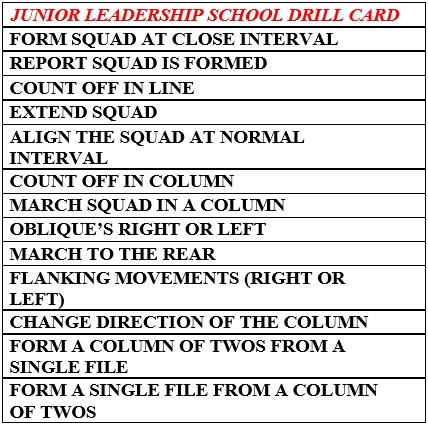 JUNIOR LEADERSHIP SCHOOL DRILL CARD
FORM SQUAD AT CLOSE INTERVAL
REPORT SQUAD IS FORMED
COUNT OFF IN LINE
EXTEND SQUAD
ALIGN THE SQUAD AT NORMAL
INTERVAL
COUNT OFF IN COLUMN
MARCH SQUAD IN A COLUMN
OBLIQUE’S RIGHT OR LEFT
MARCH TO THE REAR
FLANKING MOVEMENTS (RIGHT OR
LEFT)
CHANGE DIRECTION OF THE COLUMN
FORM A COLUMN OF TWOS FROM A
SINGLE FILE
FORM A SINGLE FILE FROM A COLUMN
OF TWOS